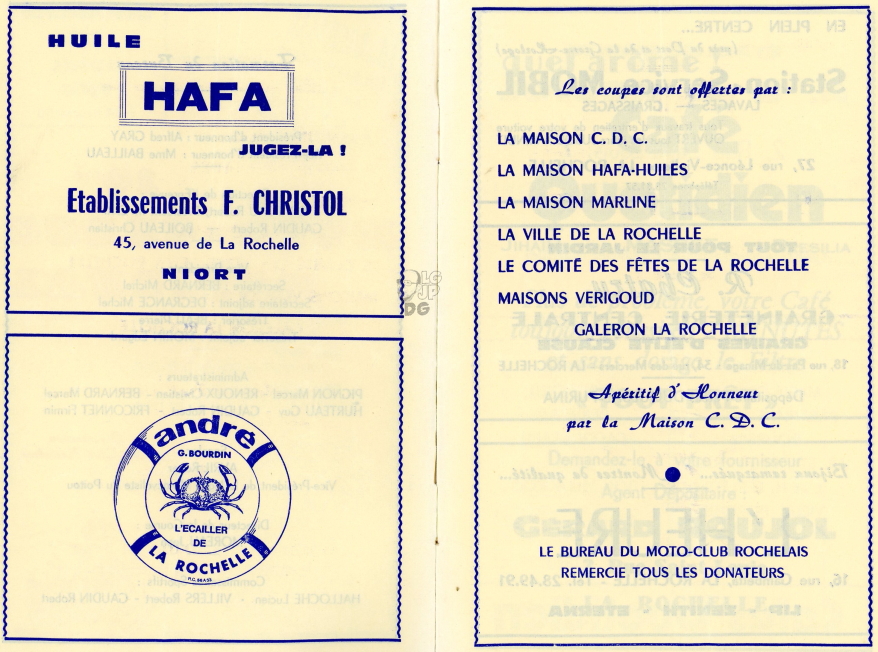 HUILE
HAFA
JUGEZ-LA !
Etablissements F. CHRISTOL
45, avenue de La Rochelle
NIORT
andré
G. BOURDIN
L'ECAILLER
DE
LA ROCHELLE
Les coupes sont offertes par :
LA MAISON C. D. C.
LA MAISON HAFA-HUILES
LA MAISON MARLINE
LA VILLE DE LA ROCHELLE
LE COMITÉ DES FÊTES DE LA ROCHELLE
MAISONS VERIGOUD
GALERON LA ROCHELLE
Apéritif d'Honneur
par la Maison C. D. C.
LE BUREAU DU MOTO-CLUB ROCHELAIS
REMERCIE TOUS LES DONATEURS